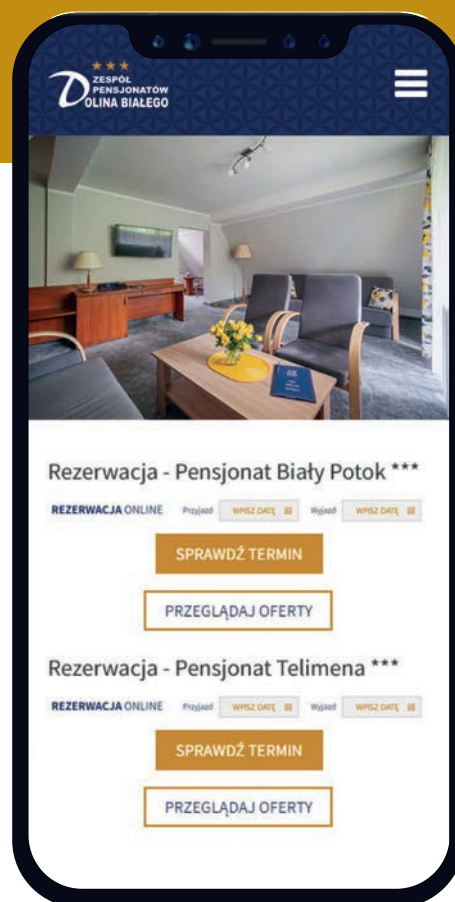 ZESPÓŁ
PENSJONATÓW
DOLINA BIAŁEGO
Rezerwacja - Pensjonat Biały Potok ***
REZERWACJA ONLINE Przyjazd WPISZ DATĘ Wyjazd WPISZ DATĘ
SPRAWDŹ TERMIN
PRZEGLĄDAJ OFERTY
Rezerwacja - Pensjonat Telimena ***
REZERWACJA ONLINE Przyjazd WPISZ DATĘ Wyjazd WPISZ DATĘ
SPRAWDŹ TERMIN
PRZEGLĄDAJ OFERTY